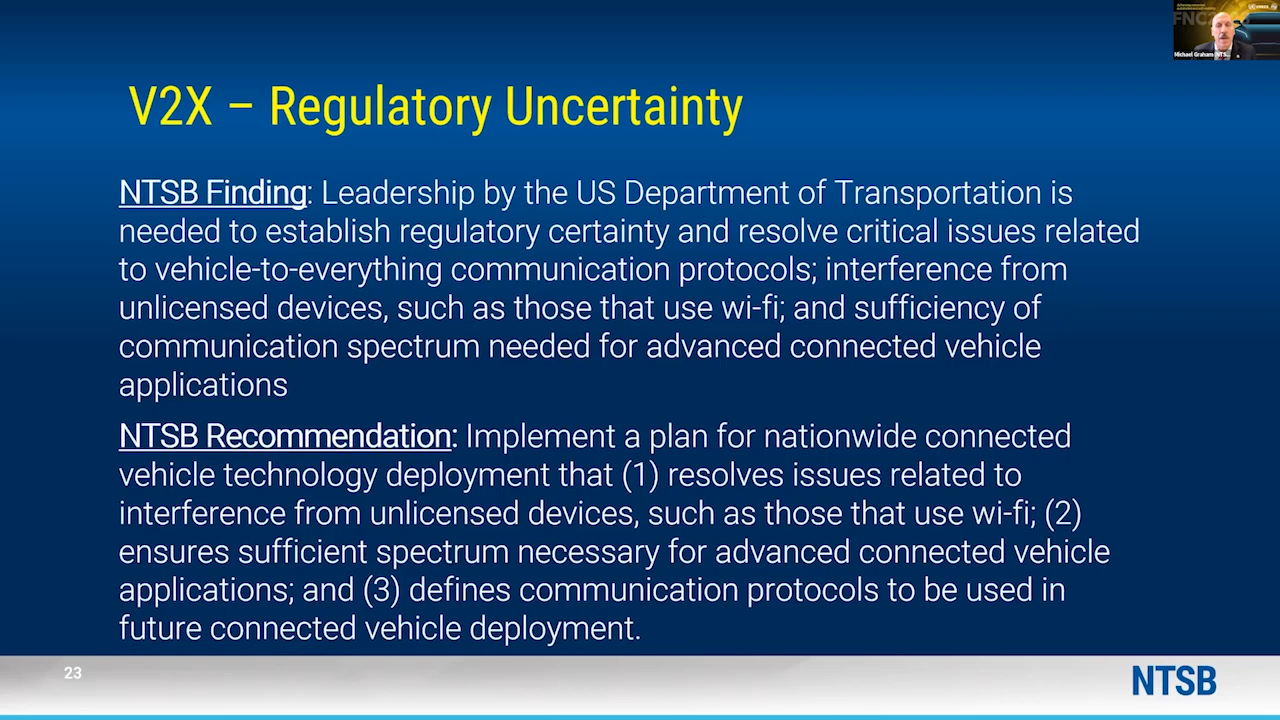 V2X – Regulatory Uncertainty
NTSB Finding: Leadership by the US Department of Transportation is
needed to establish regulatory certainty and resolve critical issues related
to vehicle-to-everything communication protocols; interference from
unlicensed devices, such as those that use wi-fi; and sufficiency of
communication spectrum needed for advanced connected vehicle
applications
NTSB Recommendation: Implement a plan for nationwide connected
vehicle technology deployment that (1) resolves issues related to
interference from unlicensed devices, such as those that use wi-fi; (2)
ensures sufficient spectrum necessary for advanced connected vehicle
applications; and (3) defines communication protocols to be used in
future connected vehicle deployment.
23
NTSB
Michael Graham (NTS...